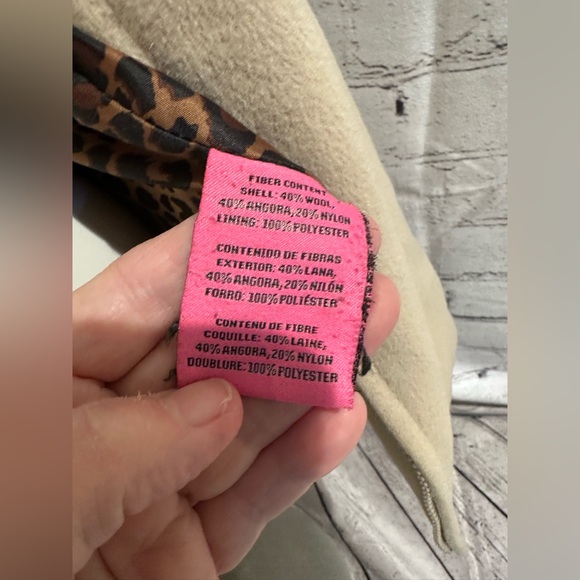 FIBER CONTENT
SHELL: 40% WOOL,
40% ANGORA, 20% NYLON
LINING: 100% POLYESTER
CONTENIDO DE FIBRAS
EXTERIOR: 40% LANA,
40% ANGORA, 20% NILÓN
FORRO: 100% POLIÉSTER
CONTENU DE FIBRE
COQUILLE: 40% LAINE,
40% ANGORA, 20% NYLON
DOUBLURE: 100% POLYESTER